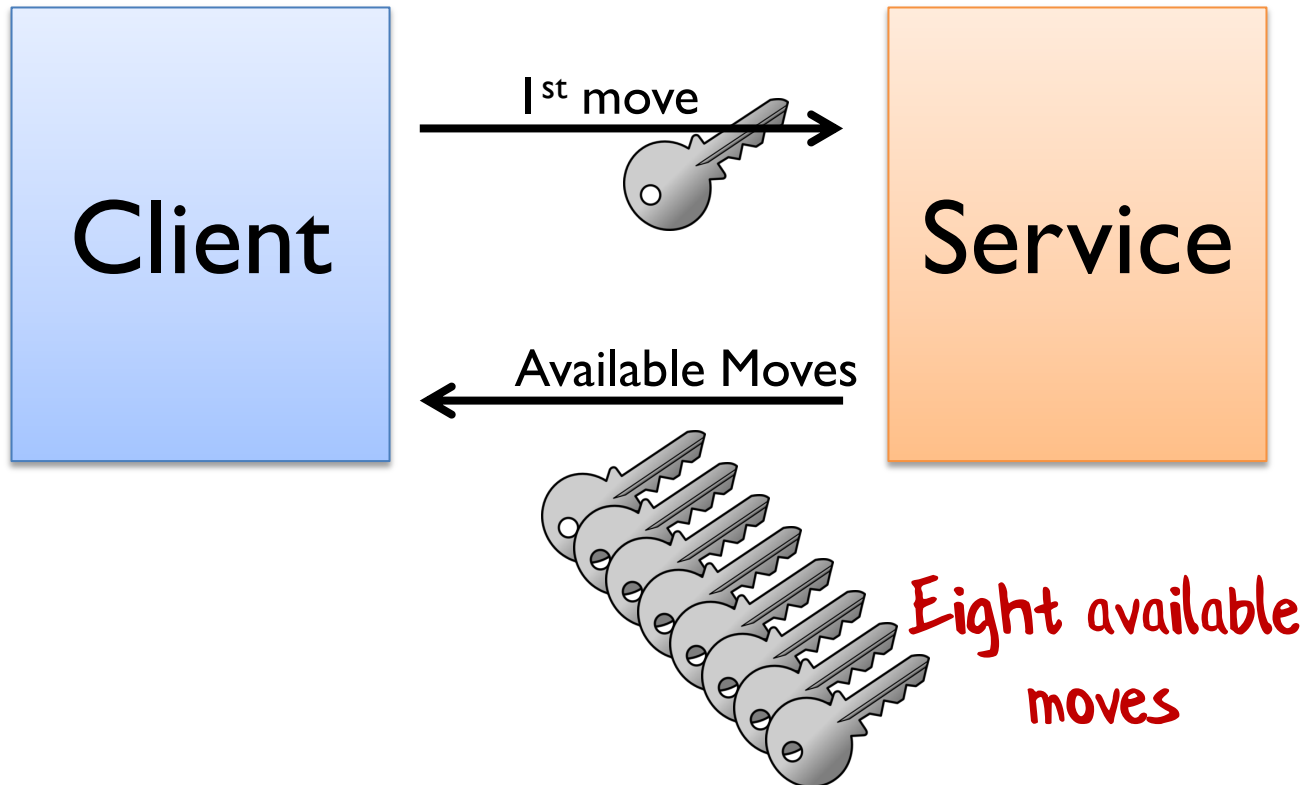 1st move
Client
Service
Available Moves
Eight available
moves